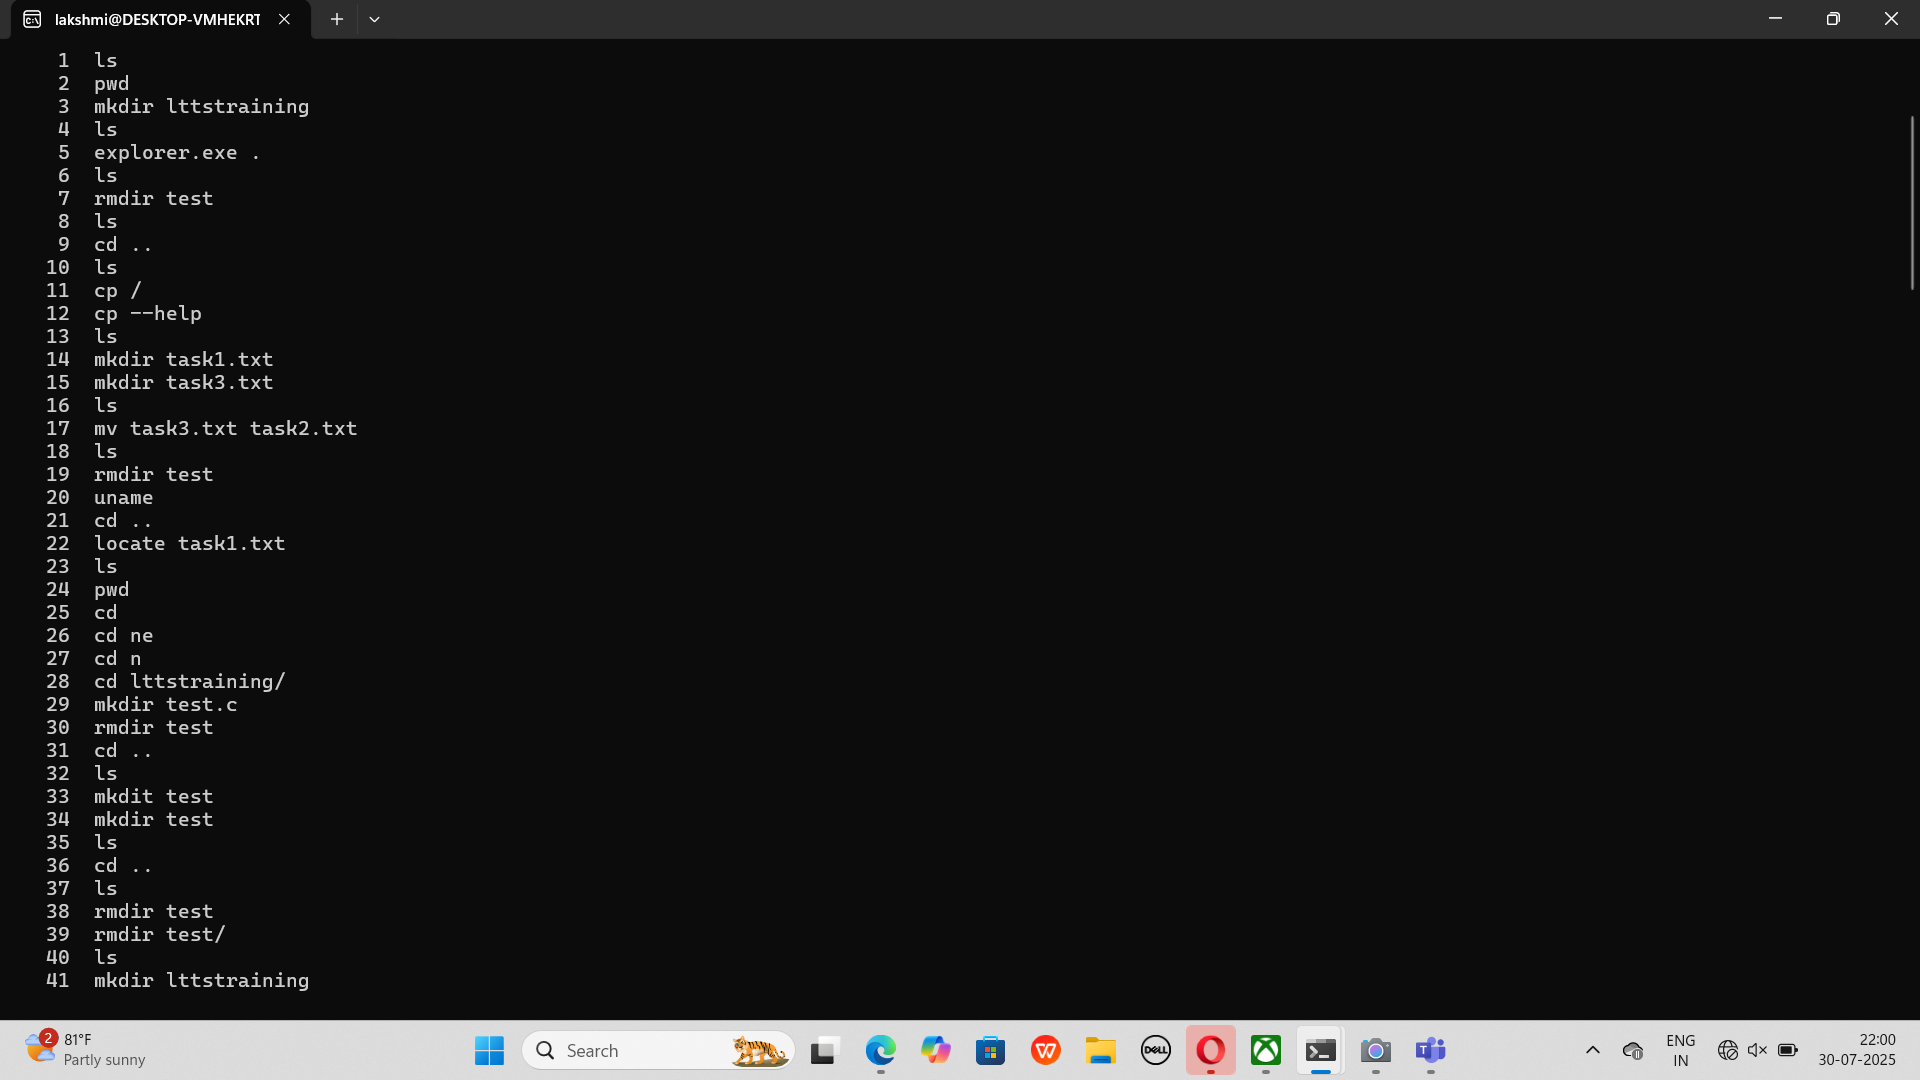 lakshmi@DESKTOP-VMHEKRT
1 ls
2 pwd
3 mkdir lttstraining
4 ls
5 explorer.exe .
6 ls
7 rmdir test
8 ls
9 cd ..
10 ls
11 cp /
12 cp --help
13 ls
14 mkdir task1.txt
15 mkdir task3.txt
16 ls
17 mv task3.txt task2.txt
18 ls
19 rmdir test
20 uname
21 cd ..
22 locate task1.txt
23 ls
24 pwd
25 cd
26 cd ne
27 cd n
28 cd lttstraining/
29 mkdir test.c
30 rmdir test
31 cd ..
32 ls
33 mkdit test
34 mkdir test
35 ls
36 cd ..
37 ls
38 rmdir test
39 rmdir test/
40 ls
41 mkdir lttstraining
2
81°F
Partly sunny
Search
DELL
ENG
IN
22:00
30-07-2025